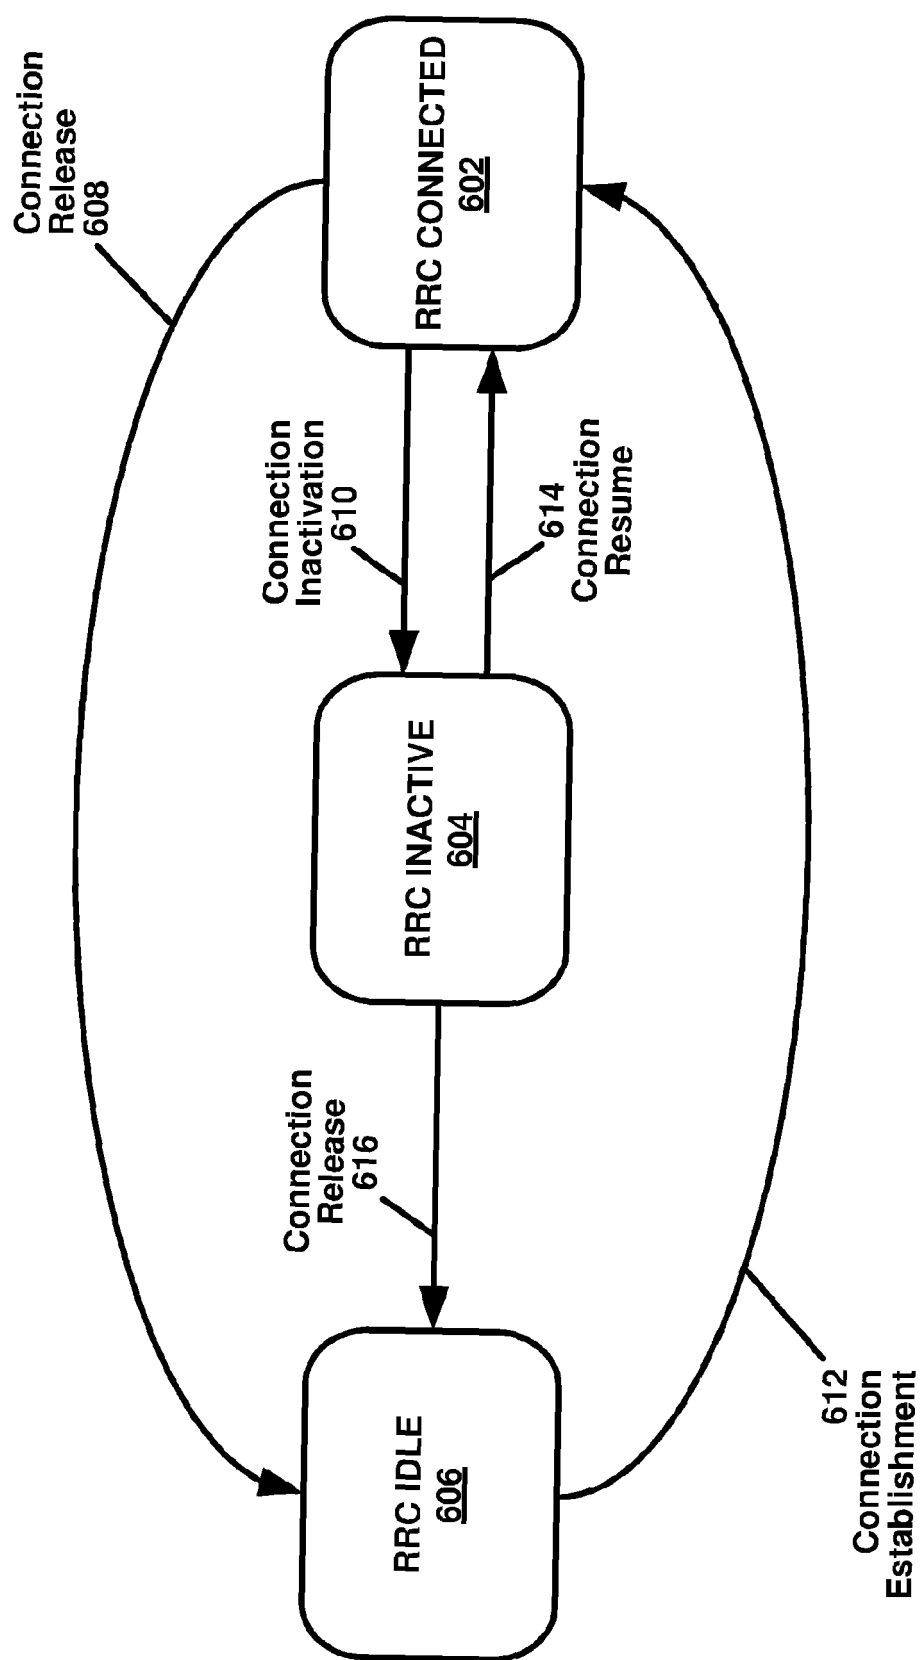 Connection
Release
608
RRC IDLE
606
Connection
Release
616
RRC INACTIVE
604
Connection
Inactivation
610
614
Connection
Resume
RRC CONNECTED
602
612
Connection
Establishment